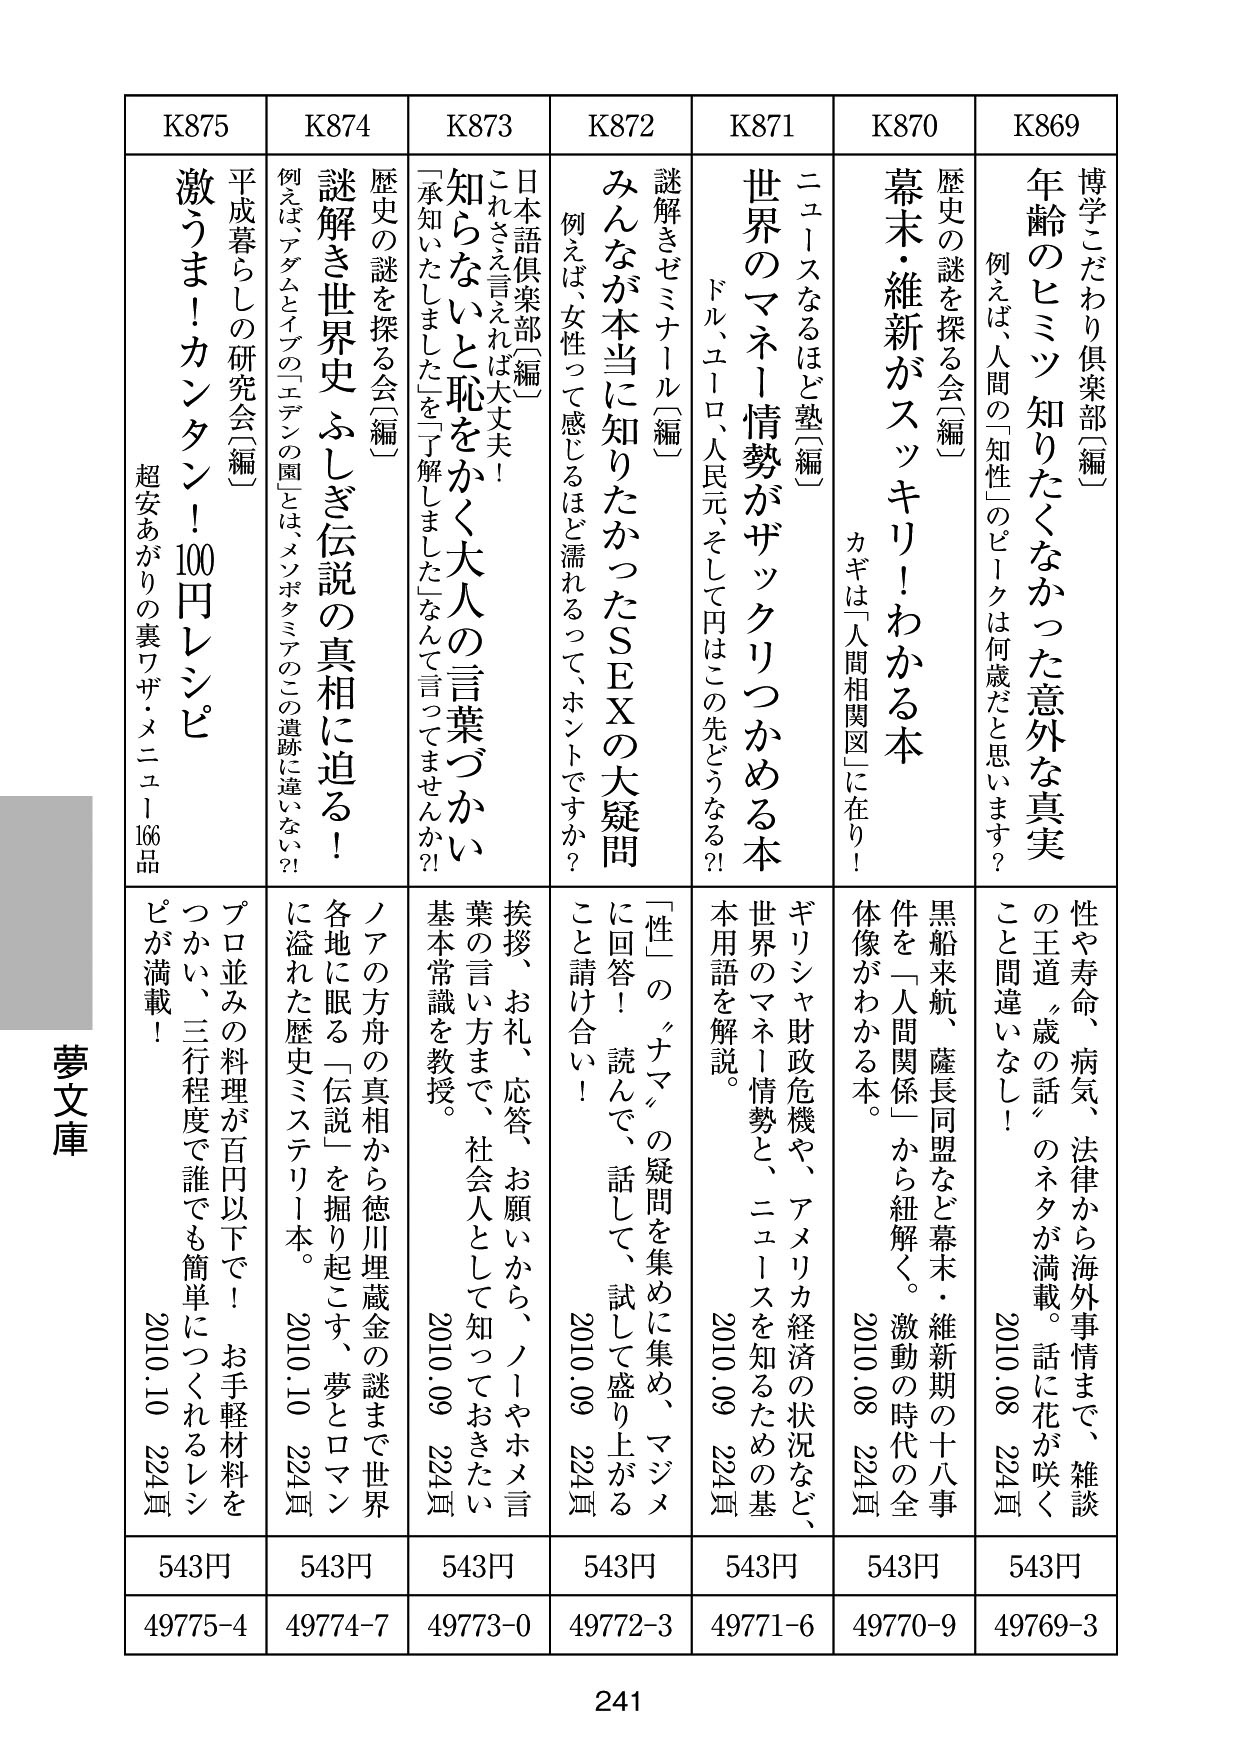 K869
博学こだわり倶楽部〔編〕
年齢のヒミツ 知りたくなかった意外な真実
例えば、人間の「知性」のピークは何歳だと思います？
性や寿命、病気、法律から海外事情まで、雑談
の王道〝歳の話〟のネタが満載。話に花が咲く
こと間違いなし！
2010.08 224頁
543円
49769-3
K870
歴史の謎を探る会〔編〕
幕末・維新がスッキリ！わかる本
カギは「人間相関図」に在り！
黒船来航、薩長同盟など幕末・維新期の十八事
件を「人間関係」から紐解く。激動の時代の全
体像がわかる本。
2010.08 224頁
543円
49770-9
K871
ニュースなるほど塾〔編〕
世界のマネー情勢がザックリつかめる本
ドル、ユーロ、人民元、そして円はこの先どうなる?!
ギリシャ財政危機や、アメリカ経済の状況など、
世界のマネー情勢と、ニュースを知るための基
本用語を解説。
2010.09 224頁
543円
49771-6
K872
謎解きゼミナール〔編〕
みんなが本当に知りたかったＳＥＸの大疑問
例えば、女性って感じるほど濡れるって、ホントですか？
「性」の〝ナマ〟の疑問を集めに集め、マジメ
に回答！ 読んで、話して、試して盛り上がる
こと請け合い！
2010.09 224頁
543円
49772-3
K873
日本語倶楽部〔編〕
これさえ言えれば大丈夫！
知らないと恥をかく大人の言葉づかい
「承知いたしました」を「了解しました」なんて言ってませんか?!
挨拶、お礼、応答、お願いから、ノーやホメ言
葉の言い方まで、社会人として知っておきたい
基本常識を教授。
2010.09 224頁
543円
49773-0
K874
歴史の謎を探る会〔編〕
謎解き世界史 ふしぎ伝説の真相に迫る！
例えば、アダムとイブの「エデンの園」とは、メソポタミアのこの遺跡に違いない?!
ノアの方舟の真相から徳川埋蔵金の謎まで世界
各地に眠る「伝説」を掘り起こす、夢とロマン
に溢れた歴史ミステリー本。
2010.10 224頁
543円
49774-7
K875
平成暮らしの研究会〔編〕
激うま！カンタン！100円レシピ
超安あがりの裏ワザ・メニュー166品
プロ並みの料理が百円以下で！ お手軽材料を
つかい、三行程度で誰でも簡単につくれるレシ
ピが満載！
2010.10 224頁
543円
49775-4
夢文庫
241